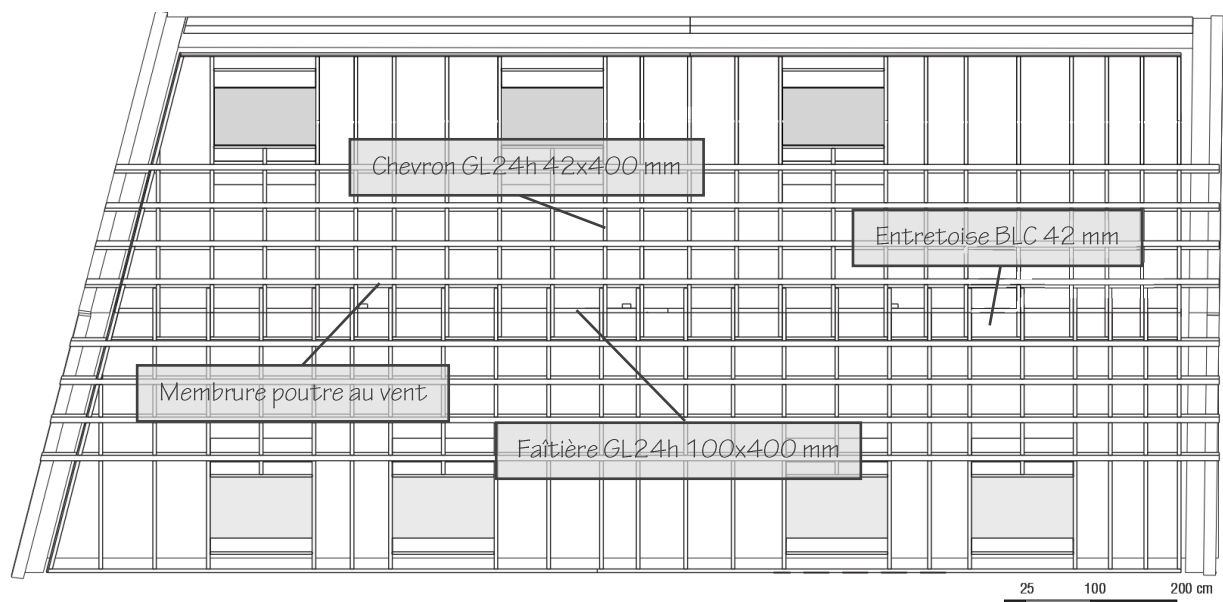 Chevron GL24h 42x400 mm
Entretoise BLC 42 mm
Membrure poutre au vent
Faîtière GL24h 100x400 mm
25 100 200 cm